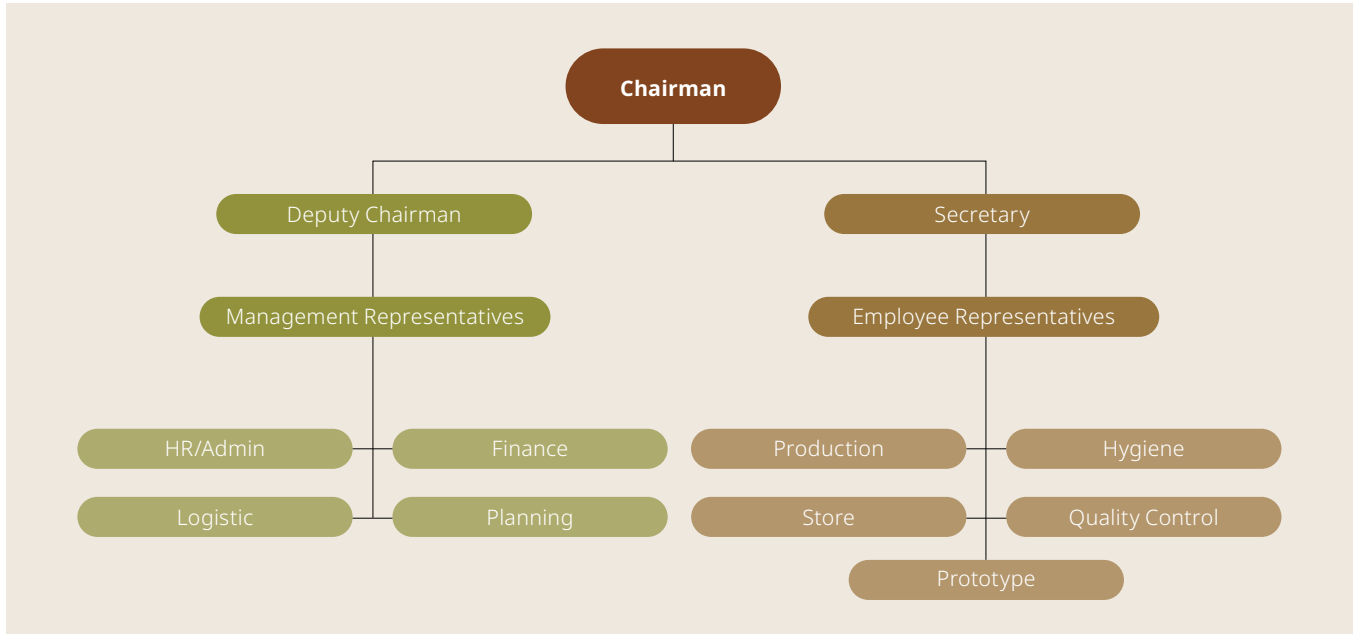 Chairman
Deputy Chairman
Secretary
Management Representatives
Employee Representatives
HR/Admin
Finance
Production
Hygiene
Logistic
Planning
Store
Quality Control
Prototype